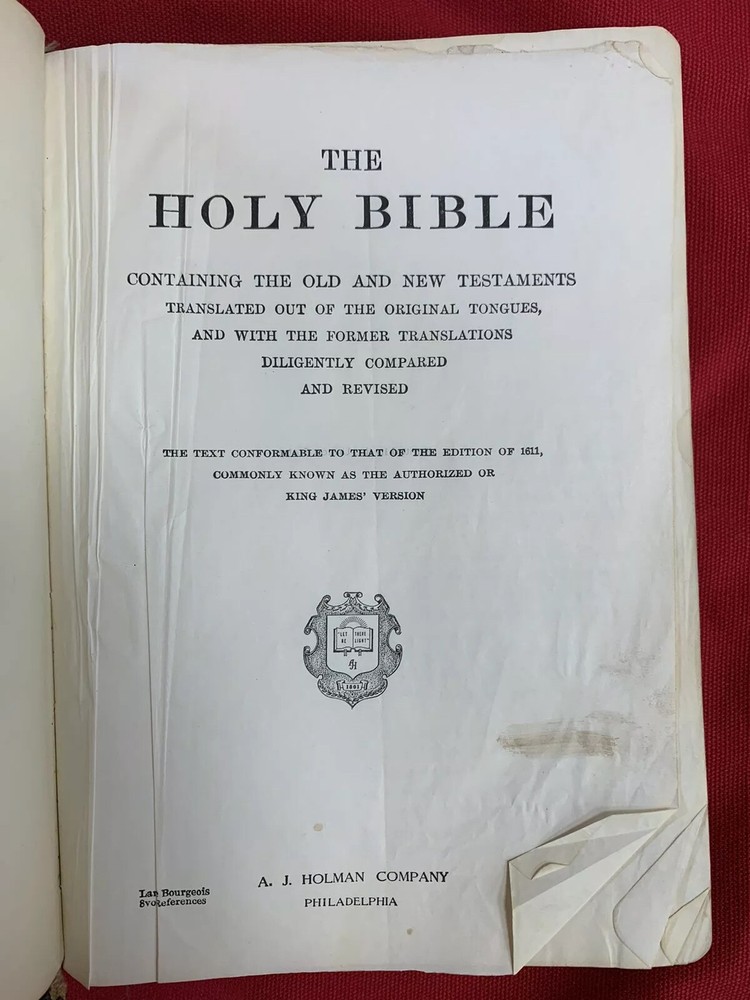 THE
HOLY BIBLE
CONTAINING THE OLD AND NEW TESTAMENTS
TRANSLATED OUT OF THE ORIGINAL TONGUES,
AND WITH THE FORMER TRANSLATIONS
DILIGENTLY COMPARED
AND REVISED
THE TEXT CONFORMABLE TO THAT OF THE EDITION OF 1611,
COMMONLY KNOWN AS THE AUTHORIZED OR
KING JAMES' VERSION
"LET THERE
BE LIGHT"
1801
A. J. HOLMAN COMPANY
PHILADELPHIA
Bourgeois
8vo References